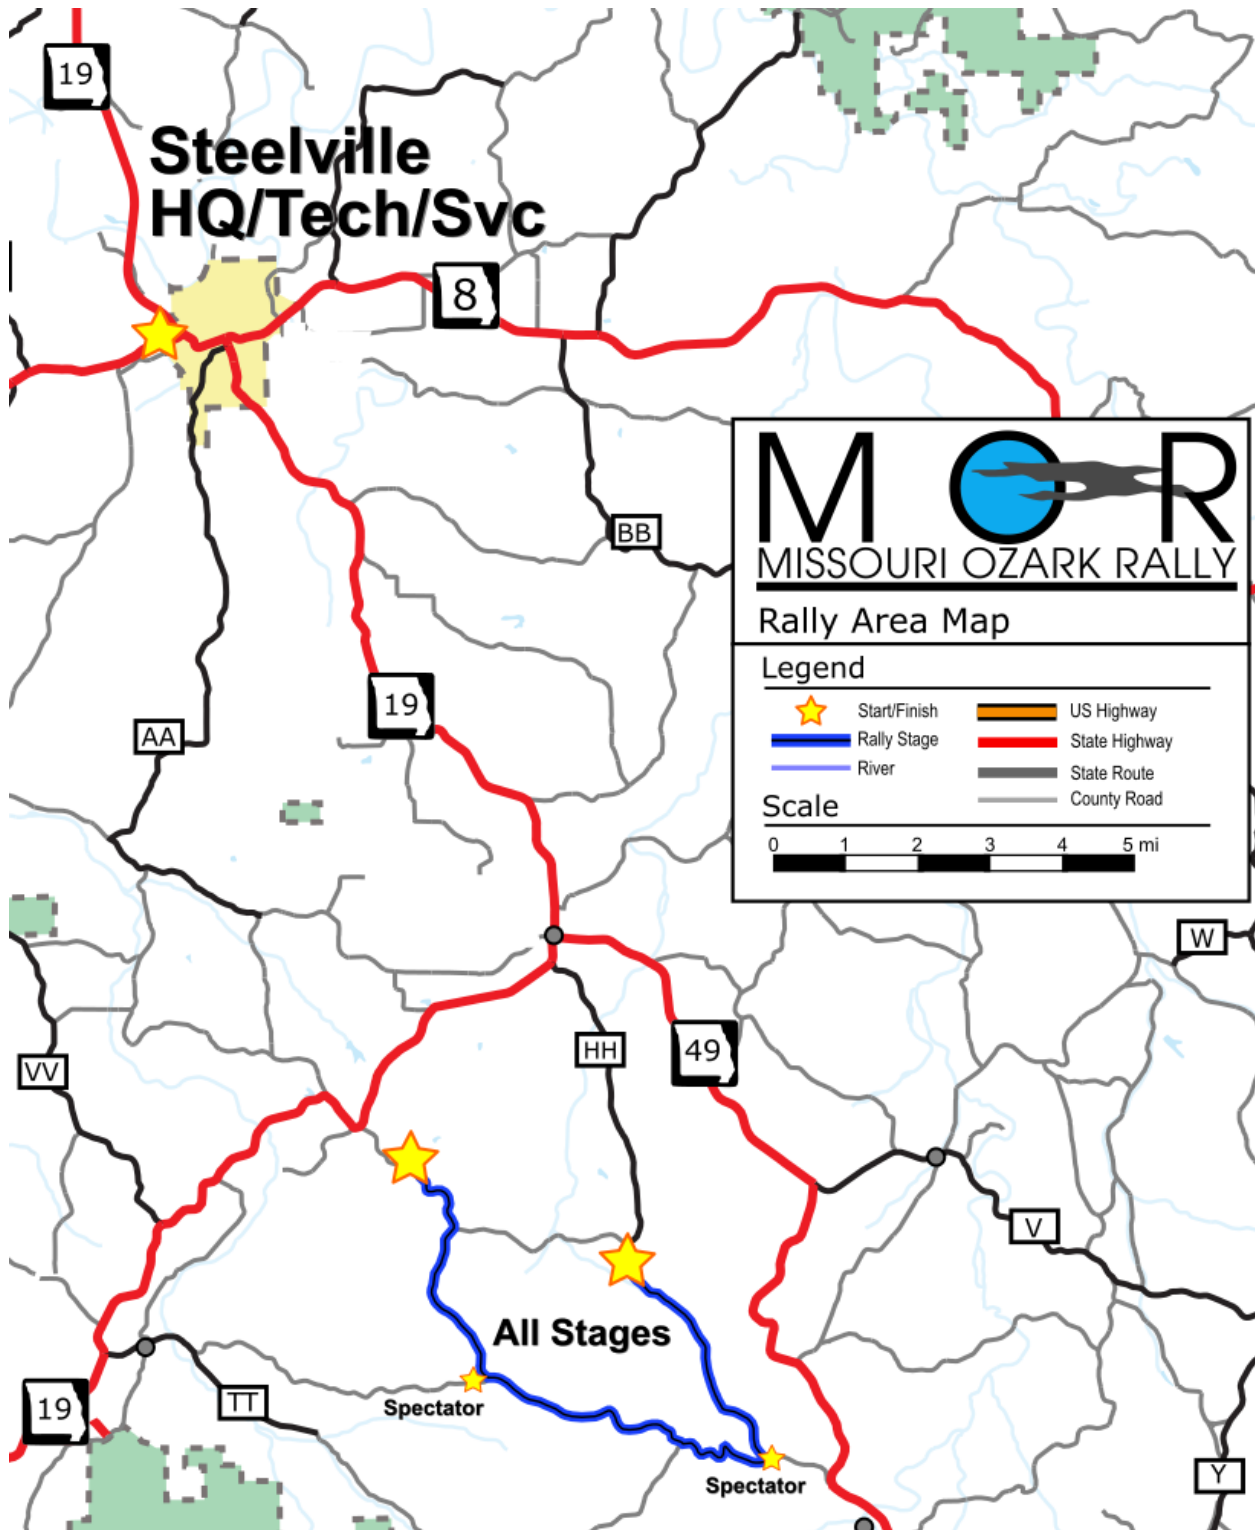 19
Steelville
HQ/Tech/Svc
8
BB
M O R
MISSOURI OZARK RALLY
Rally Area Map
Legend
Start/Finish
US Highway
Rally Stage
State Highway
River
State Route
County Road
Scale
0 1 2 3 4 5 mi
19
AA
W
HH
49
VV
V
All Stages
Spectator
TT
19
Spectator
Y